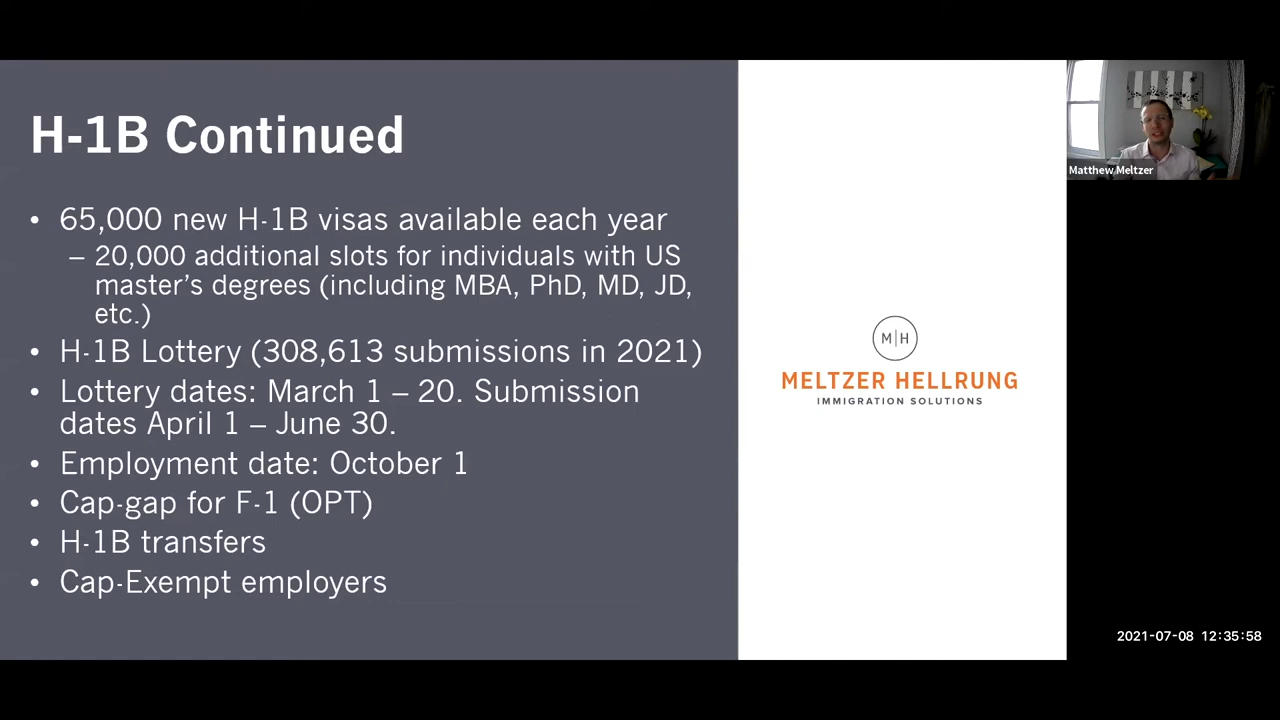 H-1B Continued
• 65,000 new H-1B visas available each year
– 20,000 additional slots for individuals with US
master’s degrees (including MBA, PhD, MD, JD,
etc.)
• H-1B Lottery (308,613 submissions in 2021)
• Lottery dates: March 1 – 20. Submission
dates April 1 – June 30.
• Employment date: October 1
• Cap-gap for F-1 (OPT)
• H-1B transfers
• Cap-Exempt employers
M|H
MELTZER HELLRUNG
IMMIGRATION SOLUTIONS
Matthew Meltzer
2021-07-08 12:35:58